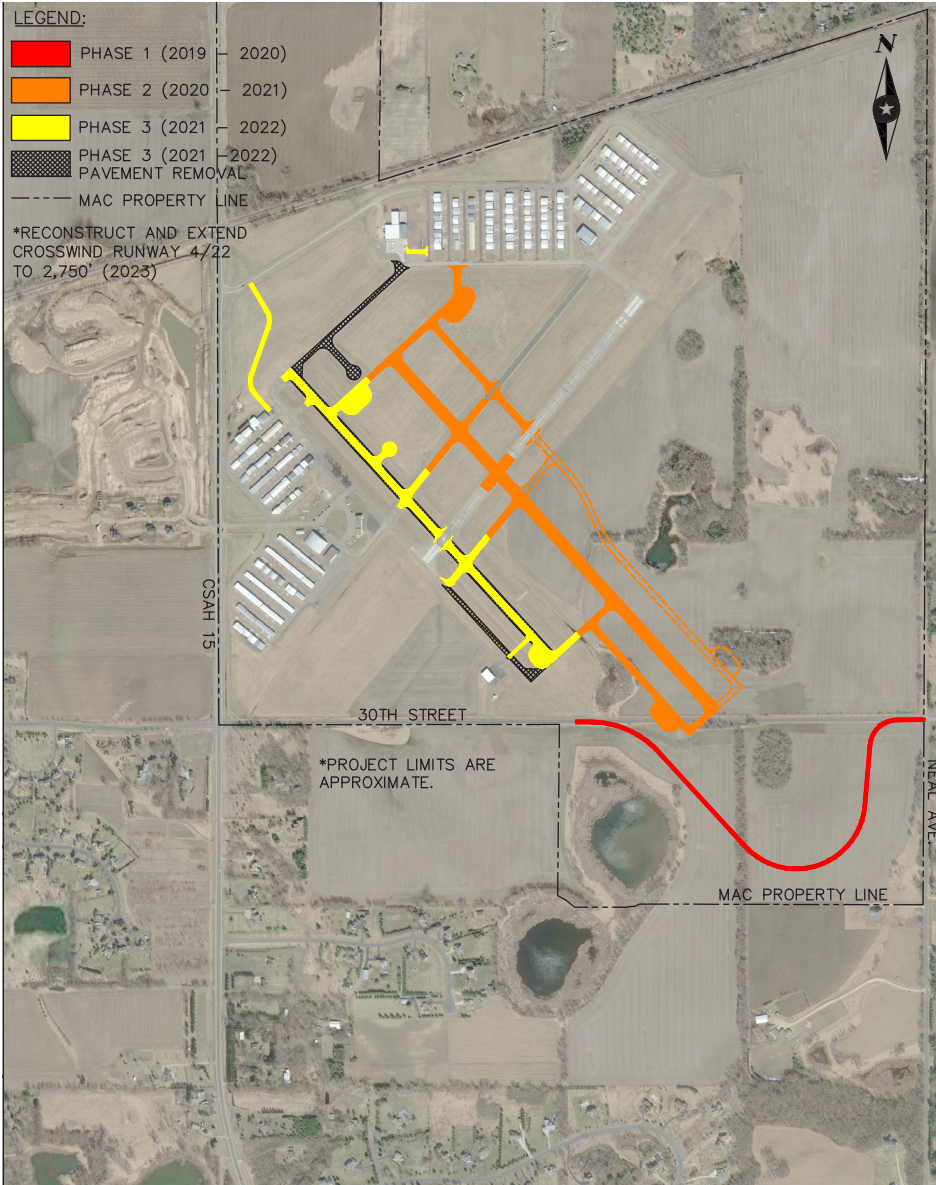 LEGEND:
PHASE 1 (2019 - 2020)
PHASE 2 (2020 - 2021)
PHASE 3 (2021 - 2022)
PHASE 3 (2021 - 2022)
PAVEMENT REMOVAL
MAC PROPERTY LINE
*RECONSTRUCT AND EXTEND
CROSSWIND RUNWAY 4/22
TO 2,750' (2023)
N
CSAH 15
30TH STREET
*PROJECT LIMITS ARE
APPROXIMATE.
NEAL AVE.
MAC PROPERTY LINE